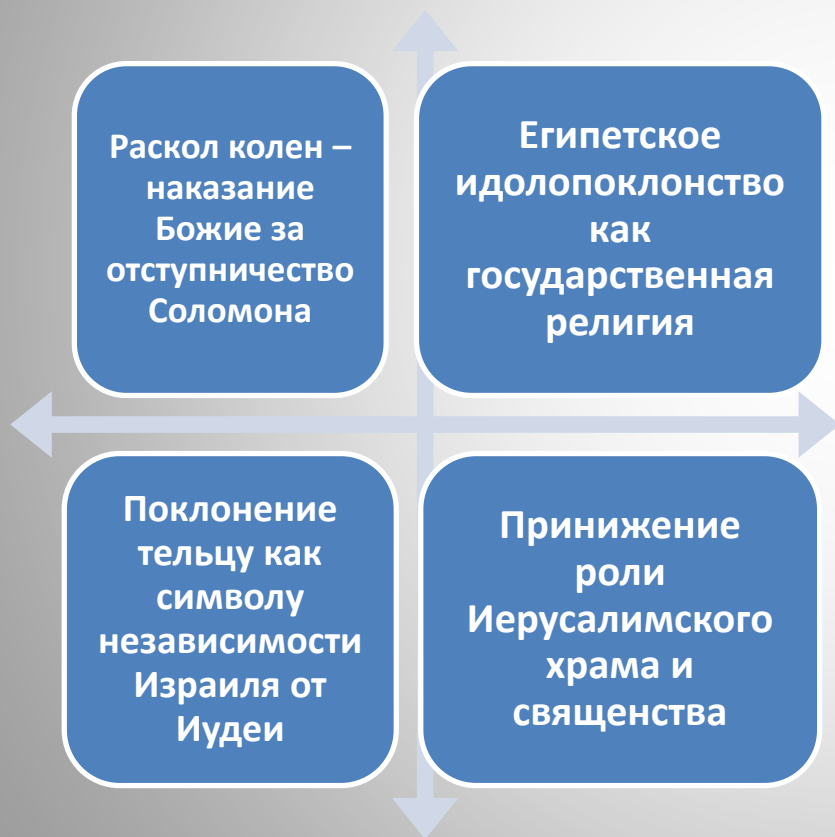 Раскол колен –
наказание
Божие за
отступничество
Соломона
Египетское
идолопоклонство
как
государственная
религия
Поклонение
тельцу как
символу
независимости
Израиля от
Иудеи
Принижение
роли
Иерусалимского
храма и
священства